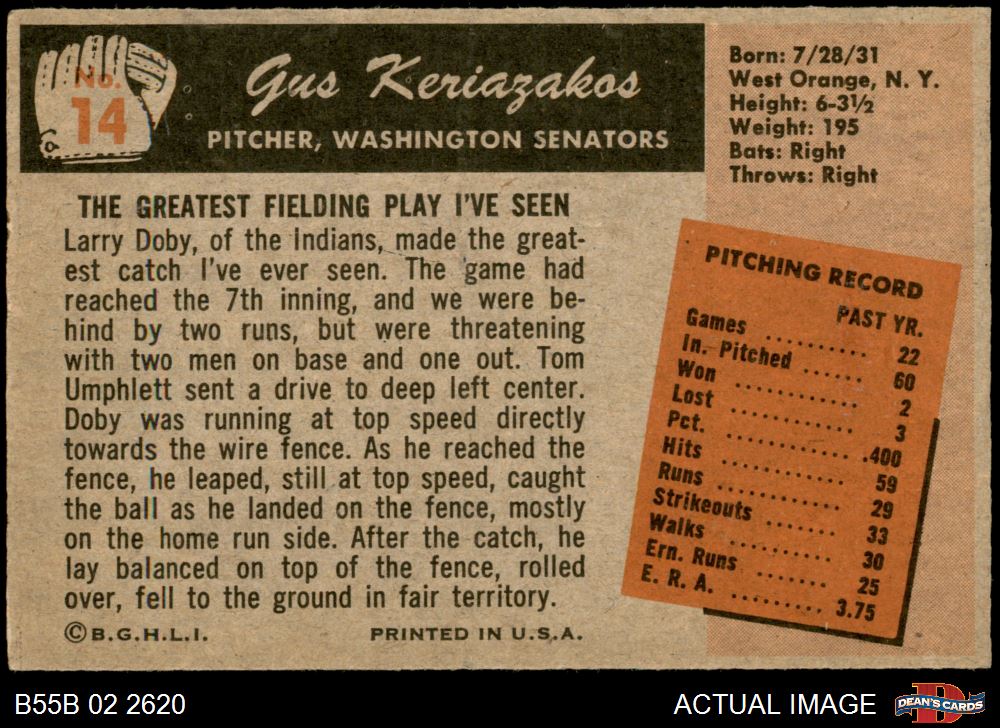 No.
14
Gus Keriazakos
PITCHER, WASHINGTON SENATORS
Born: 7/28/31
West Orange, N. Y.
Height: 6-3½
Weight: 195
Bats: Right
Throws: Right
THE GREATEST FIELDING PLAY I'VE SEEN
Larry Doby, of the Indians, made the great-
est catch I've ever seen. The game had
reached the 7th inning, and we were be-
hind by two runs, but were threatening
with two men on base and one out. Tom
Umphlett sent a drive to deep left center.
Doby was running at top speed directly
towards the wire fence. As he reached the
fence, he leaped, still at top speed, caught
the ball as he landed on the fence, mostly
on the home run side. After the catch, he
lay balanced on top of the fence, rolled
over, fell to the ground in fair territory.
©B.G.H.L.I. PRINTED IN U.S.A.
PITCHING RECORD
PAST YR.
Games .......... 22
In. Pitched ...... 60
Won .......... 2
Lost .......... 3
Pct. .......... .400
Hits .......... 59
Runs .......... 29
Strikeouts ....... 33
Walks .......... 30
Ern. Runs ....... 25
E. R. A. ......... 3.75
B55B 02 2620
ACTUAL IMAGE
D
DEAN'S CARDS